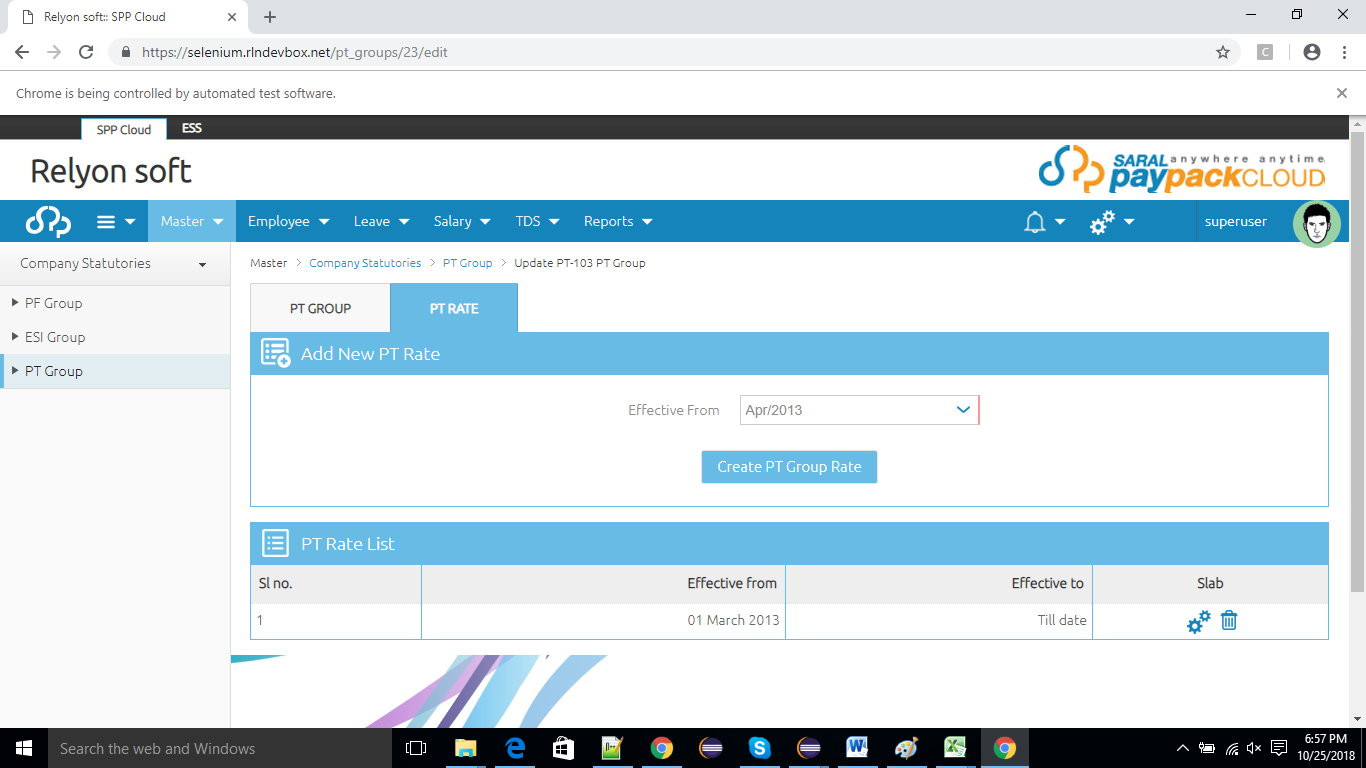 Relyon soft:: SPP Cloud
https://selenium.rlndevbox.net/pt_groups/23/edit
C
Chrome is being controlled by automated test software.
SPP Cloud ESS
Relyon soft
SARAL anywhere anytime
paypackCLOUD
Master Employee Leave Salary TDS Reports superuser
Company Statutories
Master > Company Statutories > PT Group > Update PT-103 PT Group
PF Group
ESI Group
PT Group
PT GROUP PT RATE
Add New PT Rate
Effective From Apr/2013
Create PT Group Rate
PT Rate List
Sl no. Effective from Effective to Slab
1 01 March 2013 Till date
Search the web and Windows
6:57 PM
10/25/2018